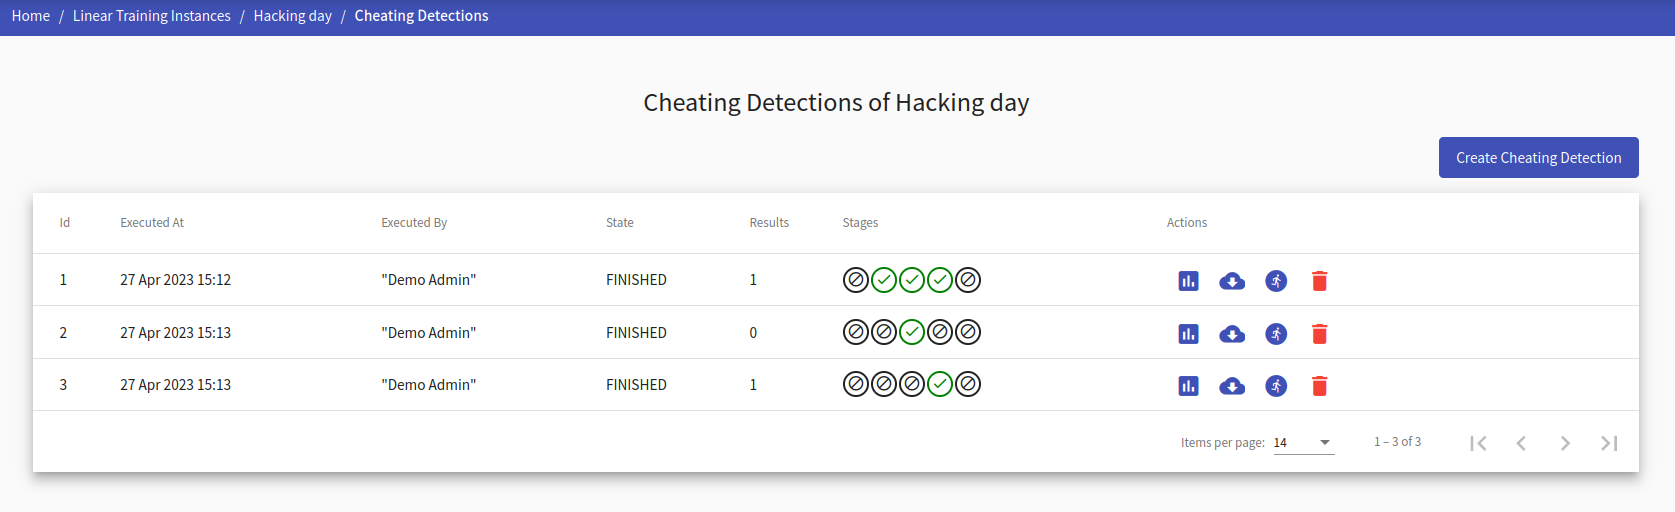 Home / Linear Training Instances / Hacking day / Cheating Detections
Cheating Detections of Hacking day
Create Cheating Detection
Id Executed At Executed By State Results Stages Actions
1 27 Apr 2023 15:12 "Demo Admin" FINISHED 1
2 27 Apr 2023 15:13 "Demo Admin" FINISHED 0
3 27 Apr 2023 15:13 "Demo Admin" FINISHED 1
Items per page: 14 1 – 3 of 3